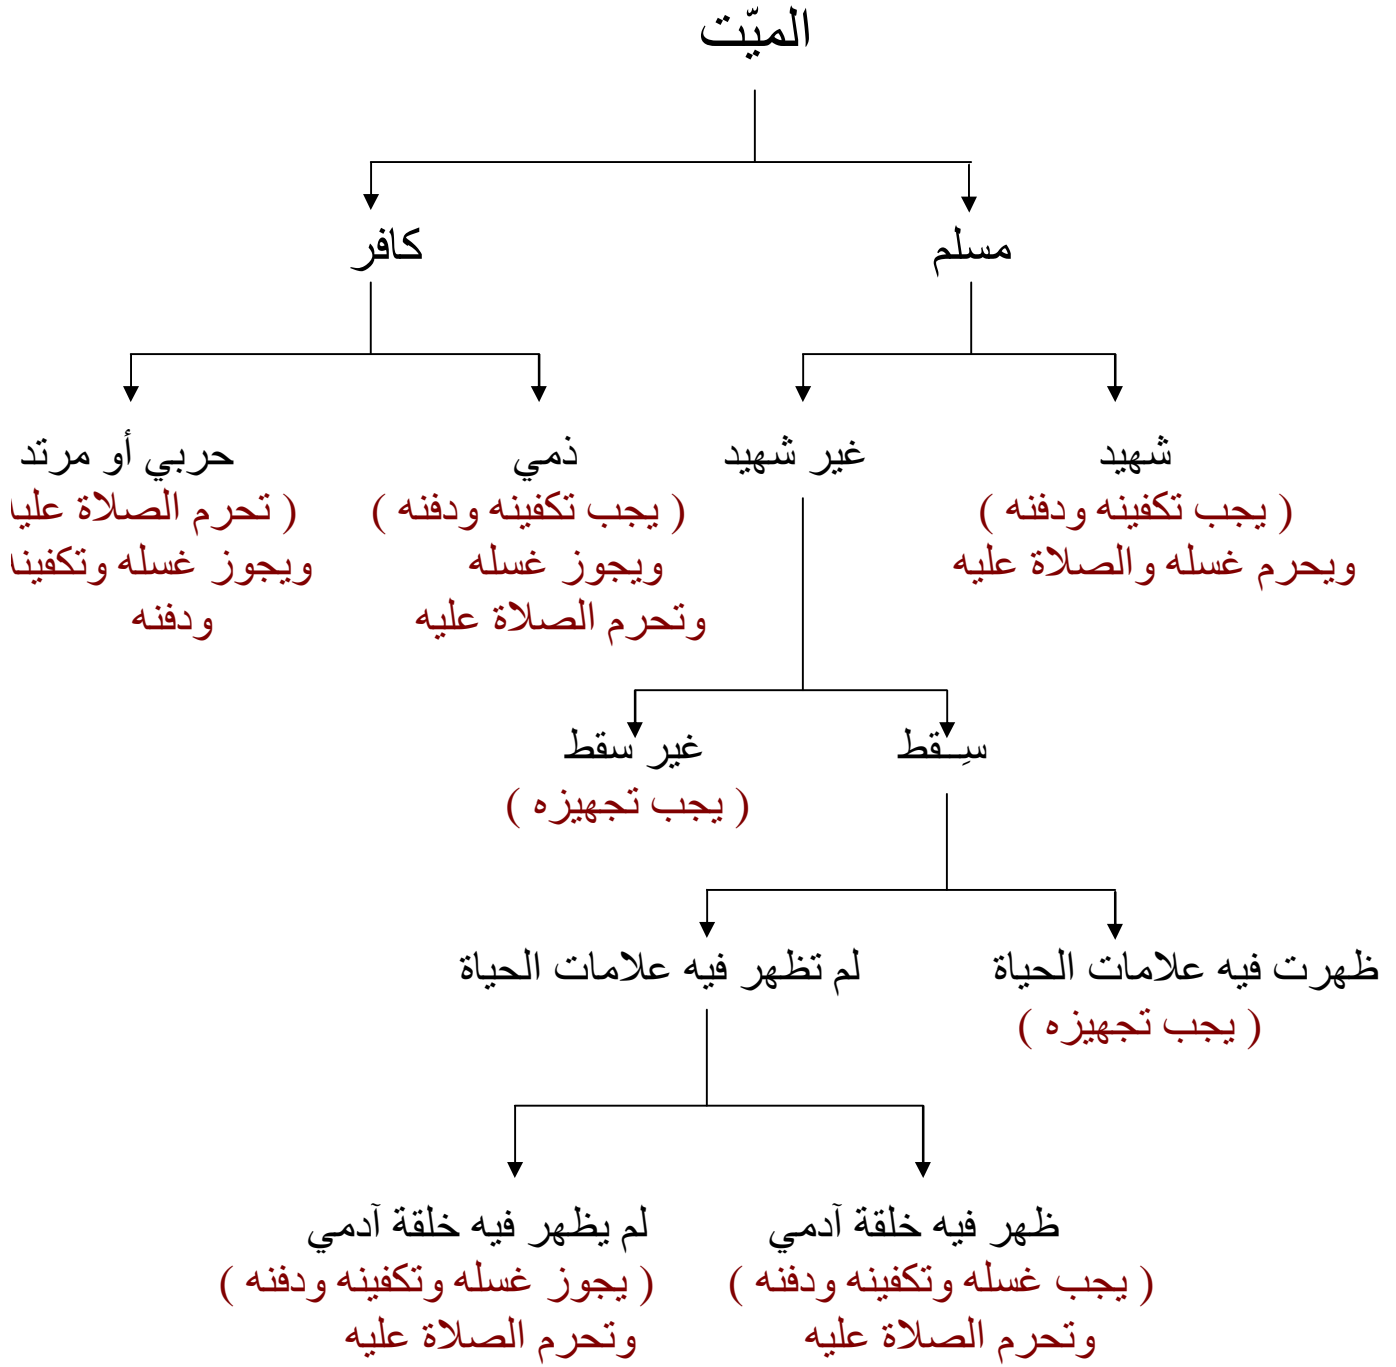 الميّت
مسلم
كافر
شهيد
( يجب تكفينه ودفنه )
ويحرم غسله والصلاة عليه
غير شهيد
ذمي
( يجب تكفينه ودفنه )
ويجوز غسله
وتحرم الصلاة عليه
حربي أو مرتد
( تحرم الصلاة عليه
ويجوز غسله وتكفينه
ودفنه
سِـقط
غير سقط
( يجب تجهيزه )
ظهرت فيه علامات الحياة
( يجب تجهيزه )
لم تظهر فيه علامات الحياة
ظهر فيه خلقة آدمي
( يجب غسله وتكفينه ودفنه )
وتحرم الصلاة عليه
لم يظهر فيه خلقة آدمي
( يجوز غسله وتكفينه ودفنه )
وتحرم الصلاة عليه